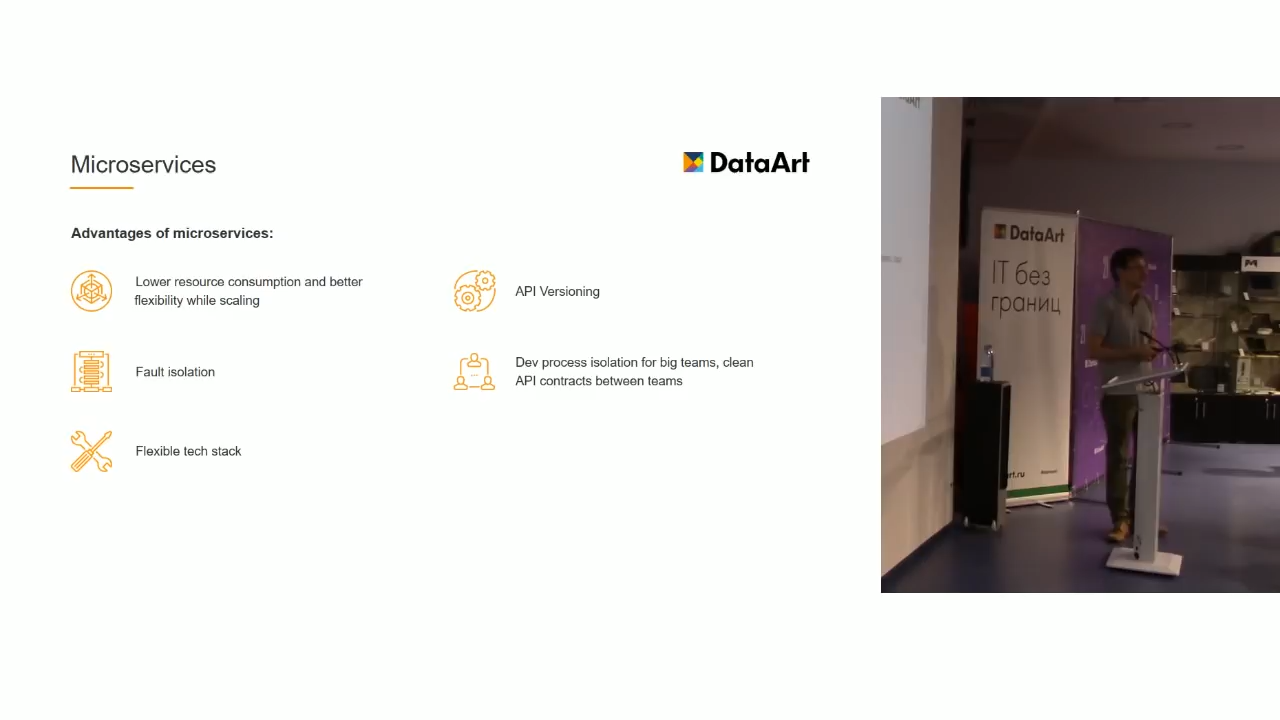 Microservices
DataArt
Advantages of microservices:
Lower resource consumption and better
flexibility while scaling
API Versioning
Fault isolation
Dev process isolation for big teams, clean
API contracts between teams
Flexible tech stack
DataArt
IT без
границ